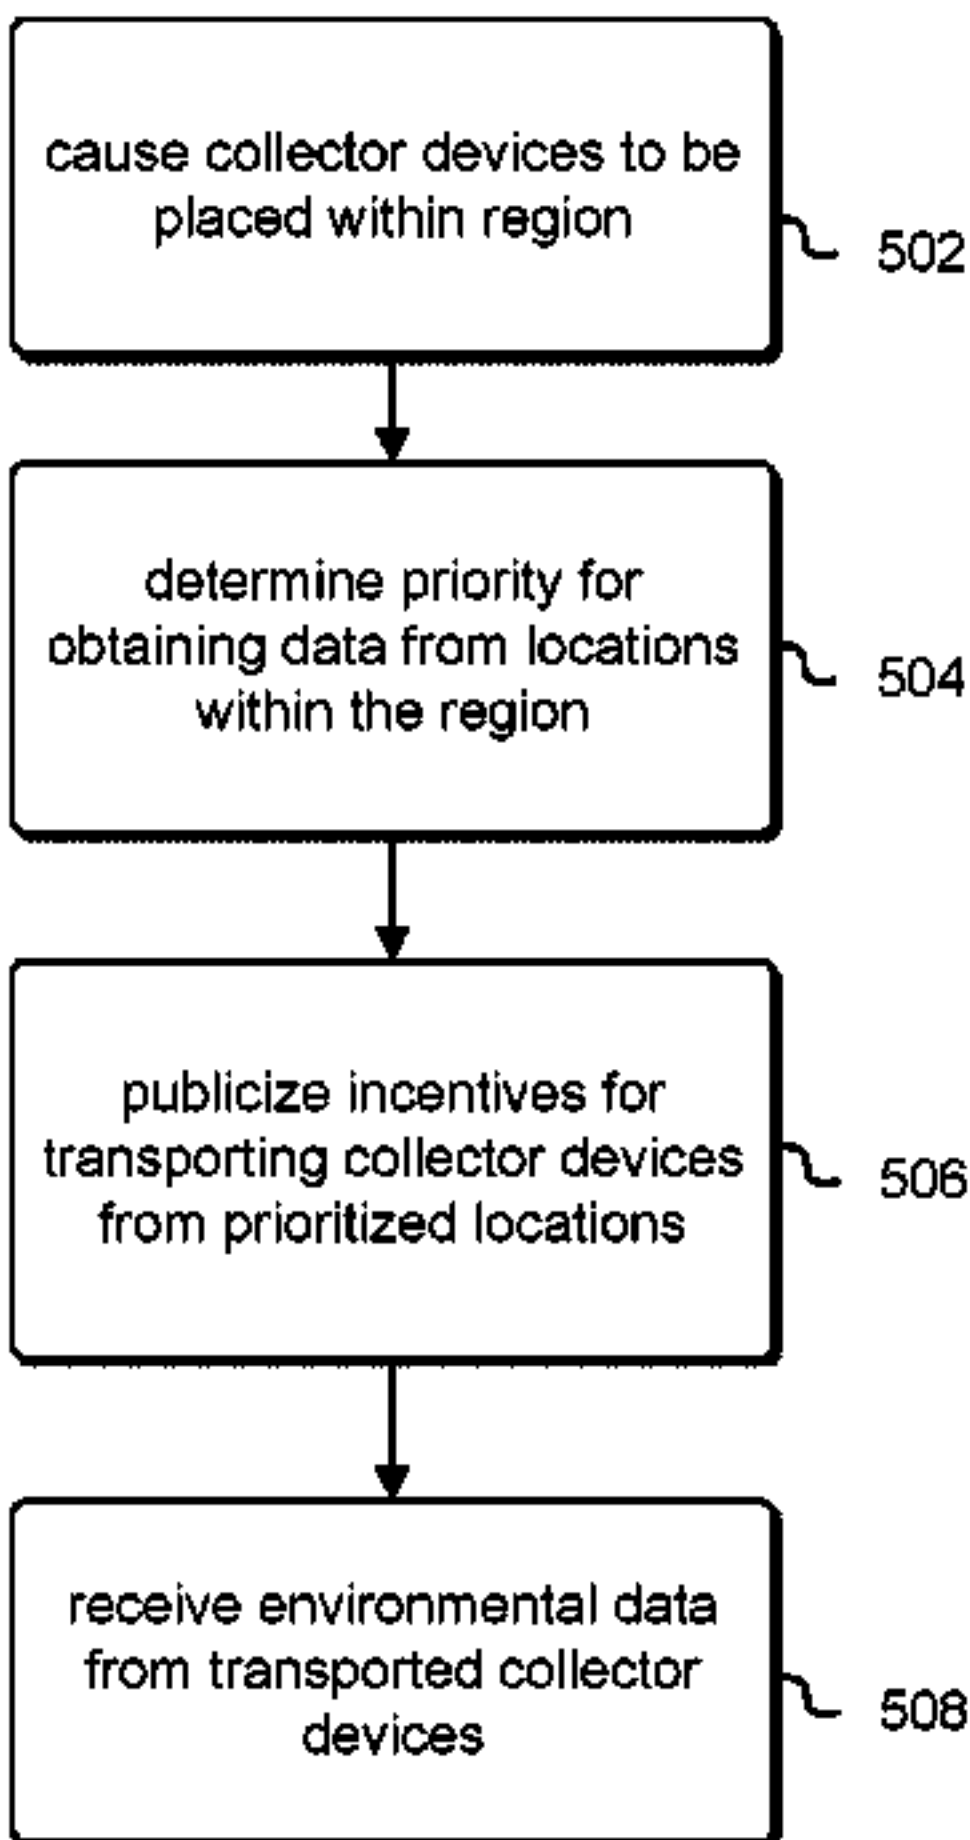 cause collector devices to be
placed within region
502
determine priority for
obtaining data from locations
within the region
504
publicize incentives for
transporting collector devices
from prioritized locations
506
receive environmental data
from transported collector
devices
508